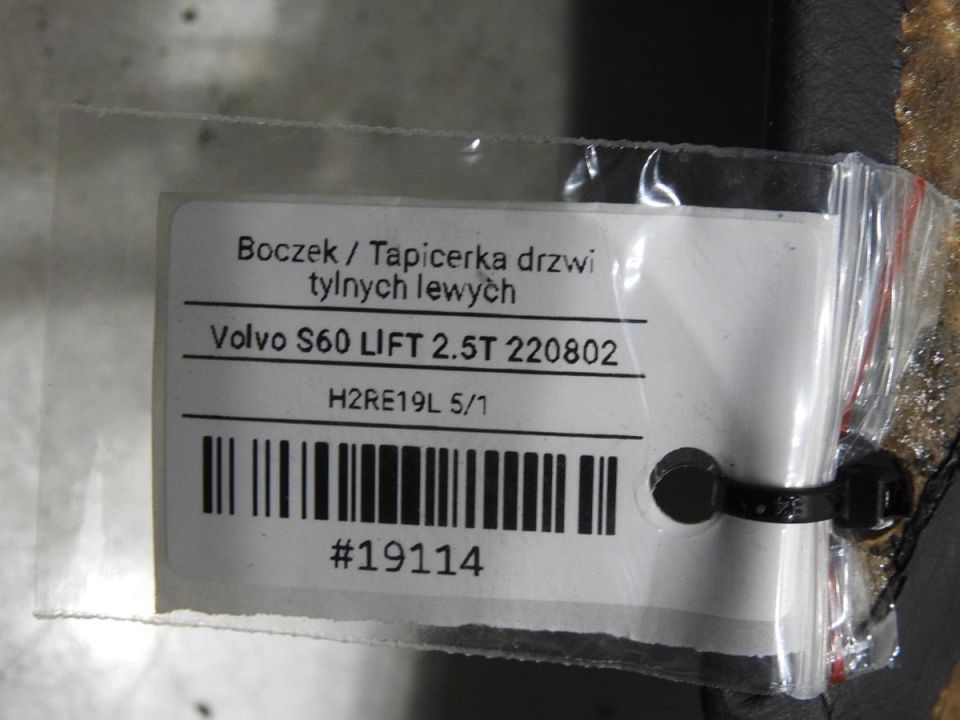 Boczek / Tapicerka drzwi
tylnych lewych
Volvo S60 LIFT 2.5T 220802
H2RE19L 5/1
#19114